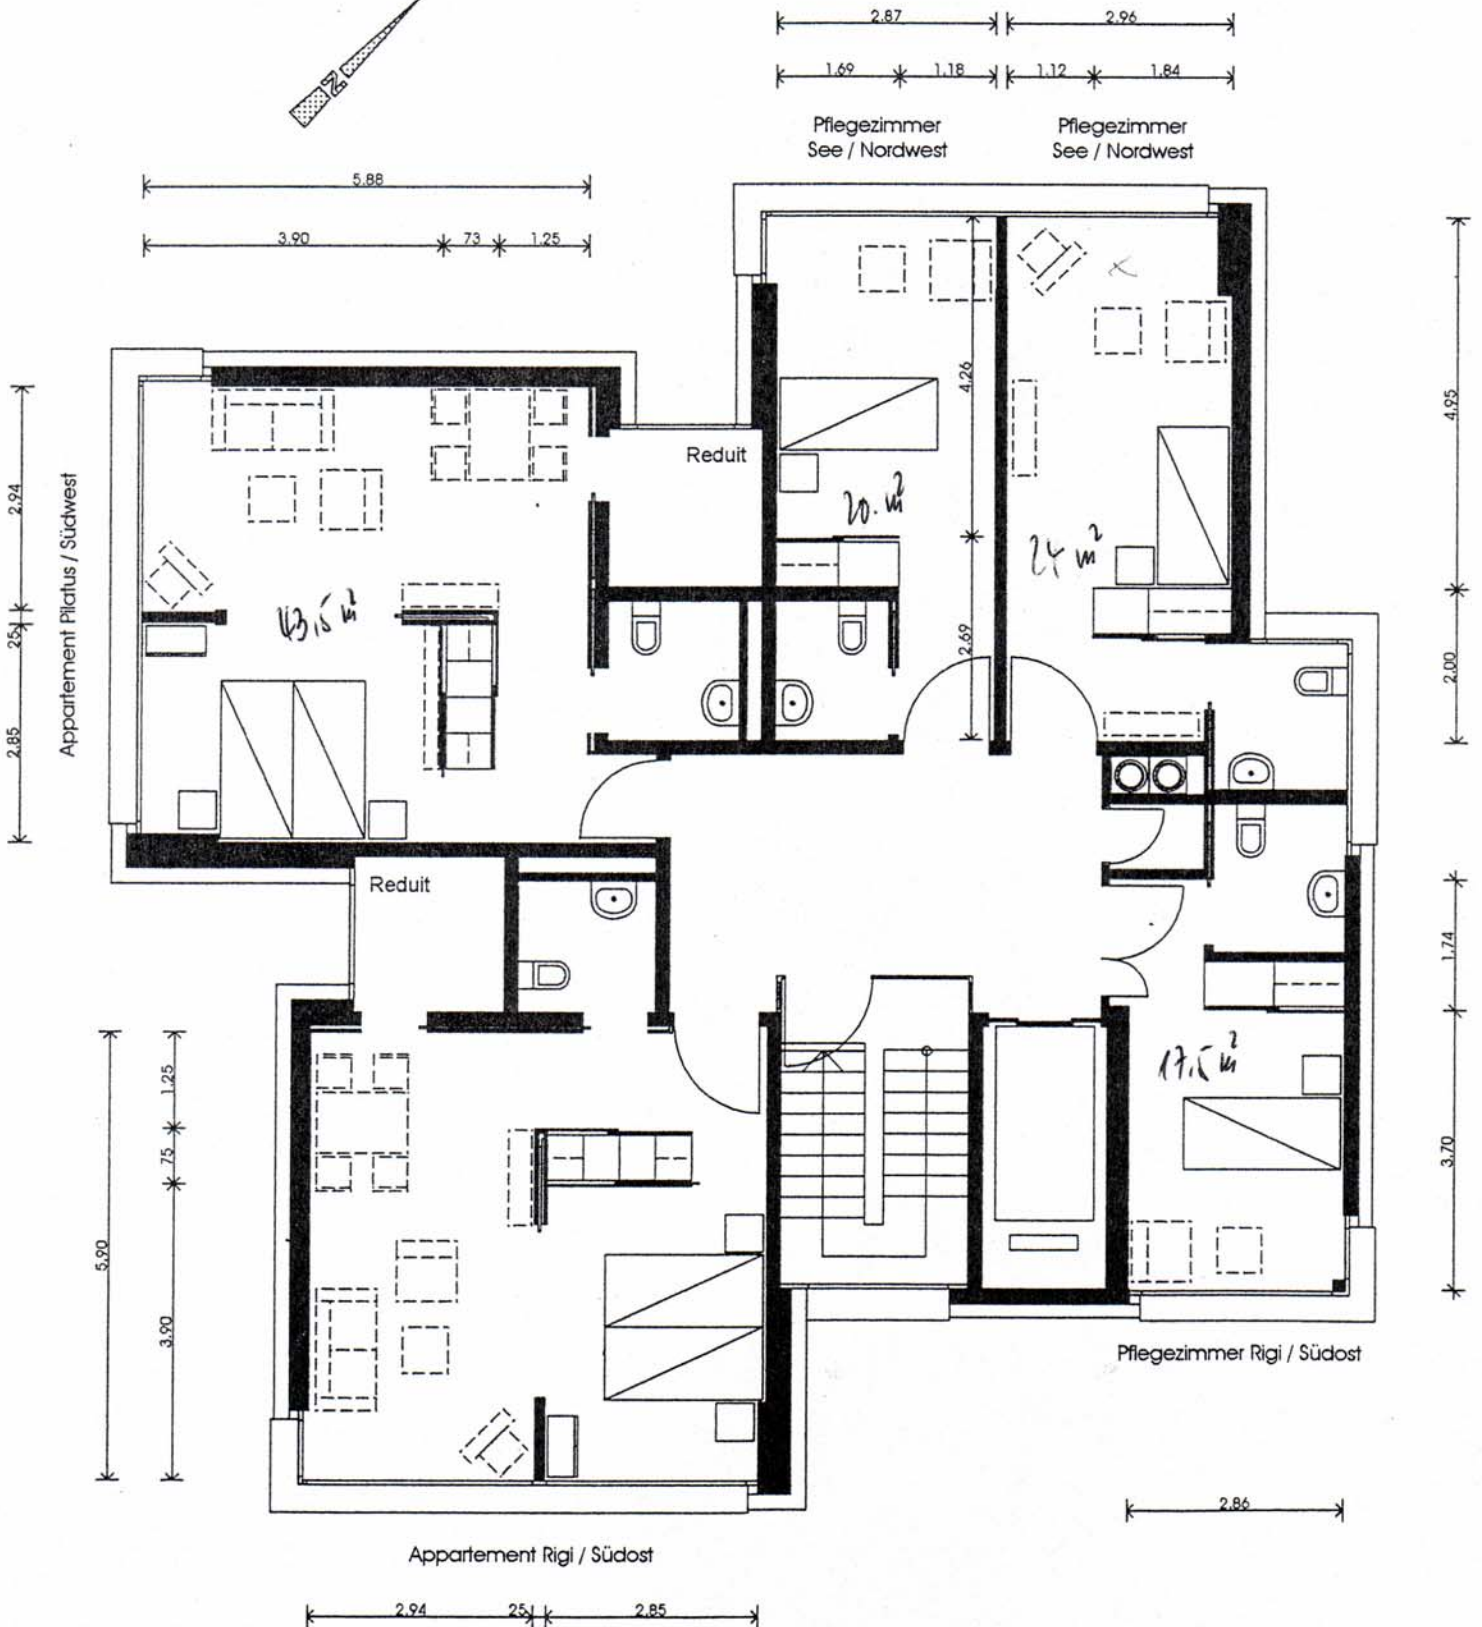 2.87
2.96
1.69
1.18
1.12
1.84
N
Pflegezimmer
See / Nordwest
Pflegezimmer
See / Nordwest
5.88
3.90
73
1.25
Appartement Pilatus / Südwest
2.94
25
2.85
Reduit
4.26
2.69
20. m²
24 m²
43,5 m²
4.95
2.00
1.74
3.70
Reduit
17,5 m²
1.25
75
3.90
5.90
Pflegezimmer Rigi / Südost
2.86
Appartement Rigi / Südost
2.94
25
2.85